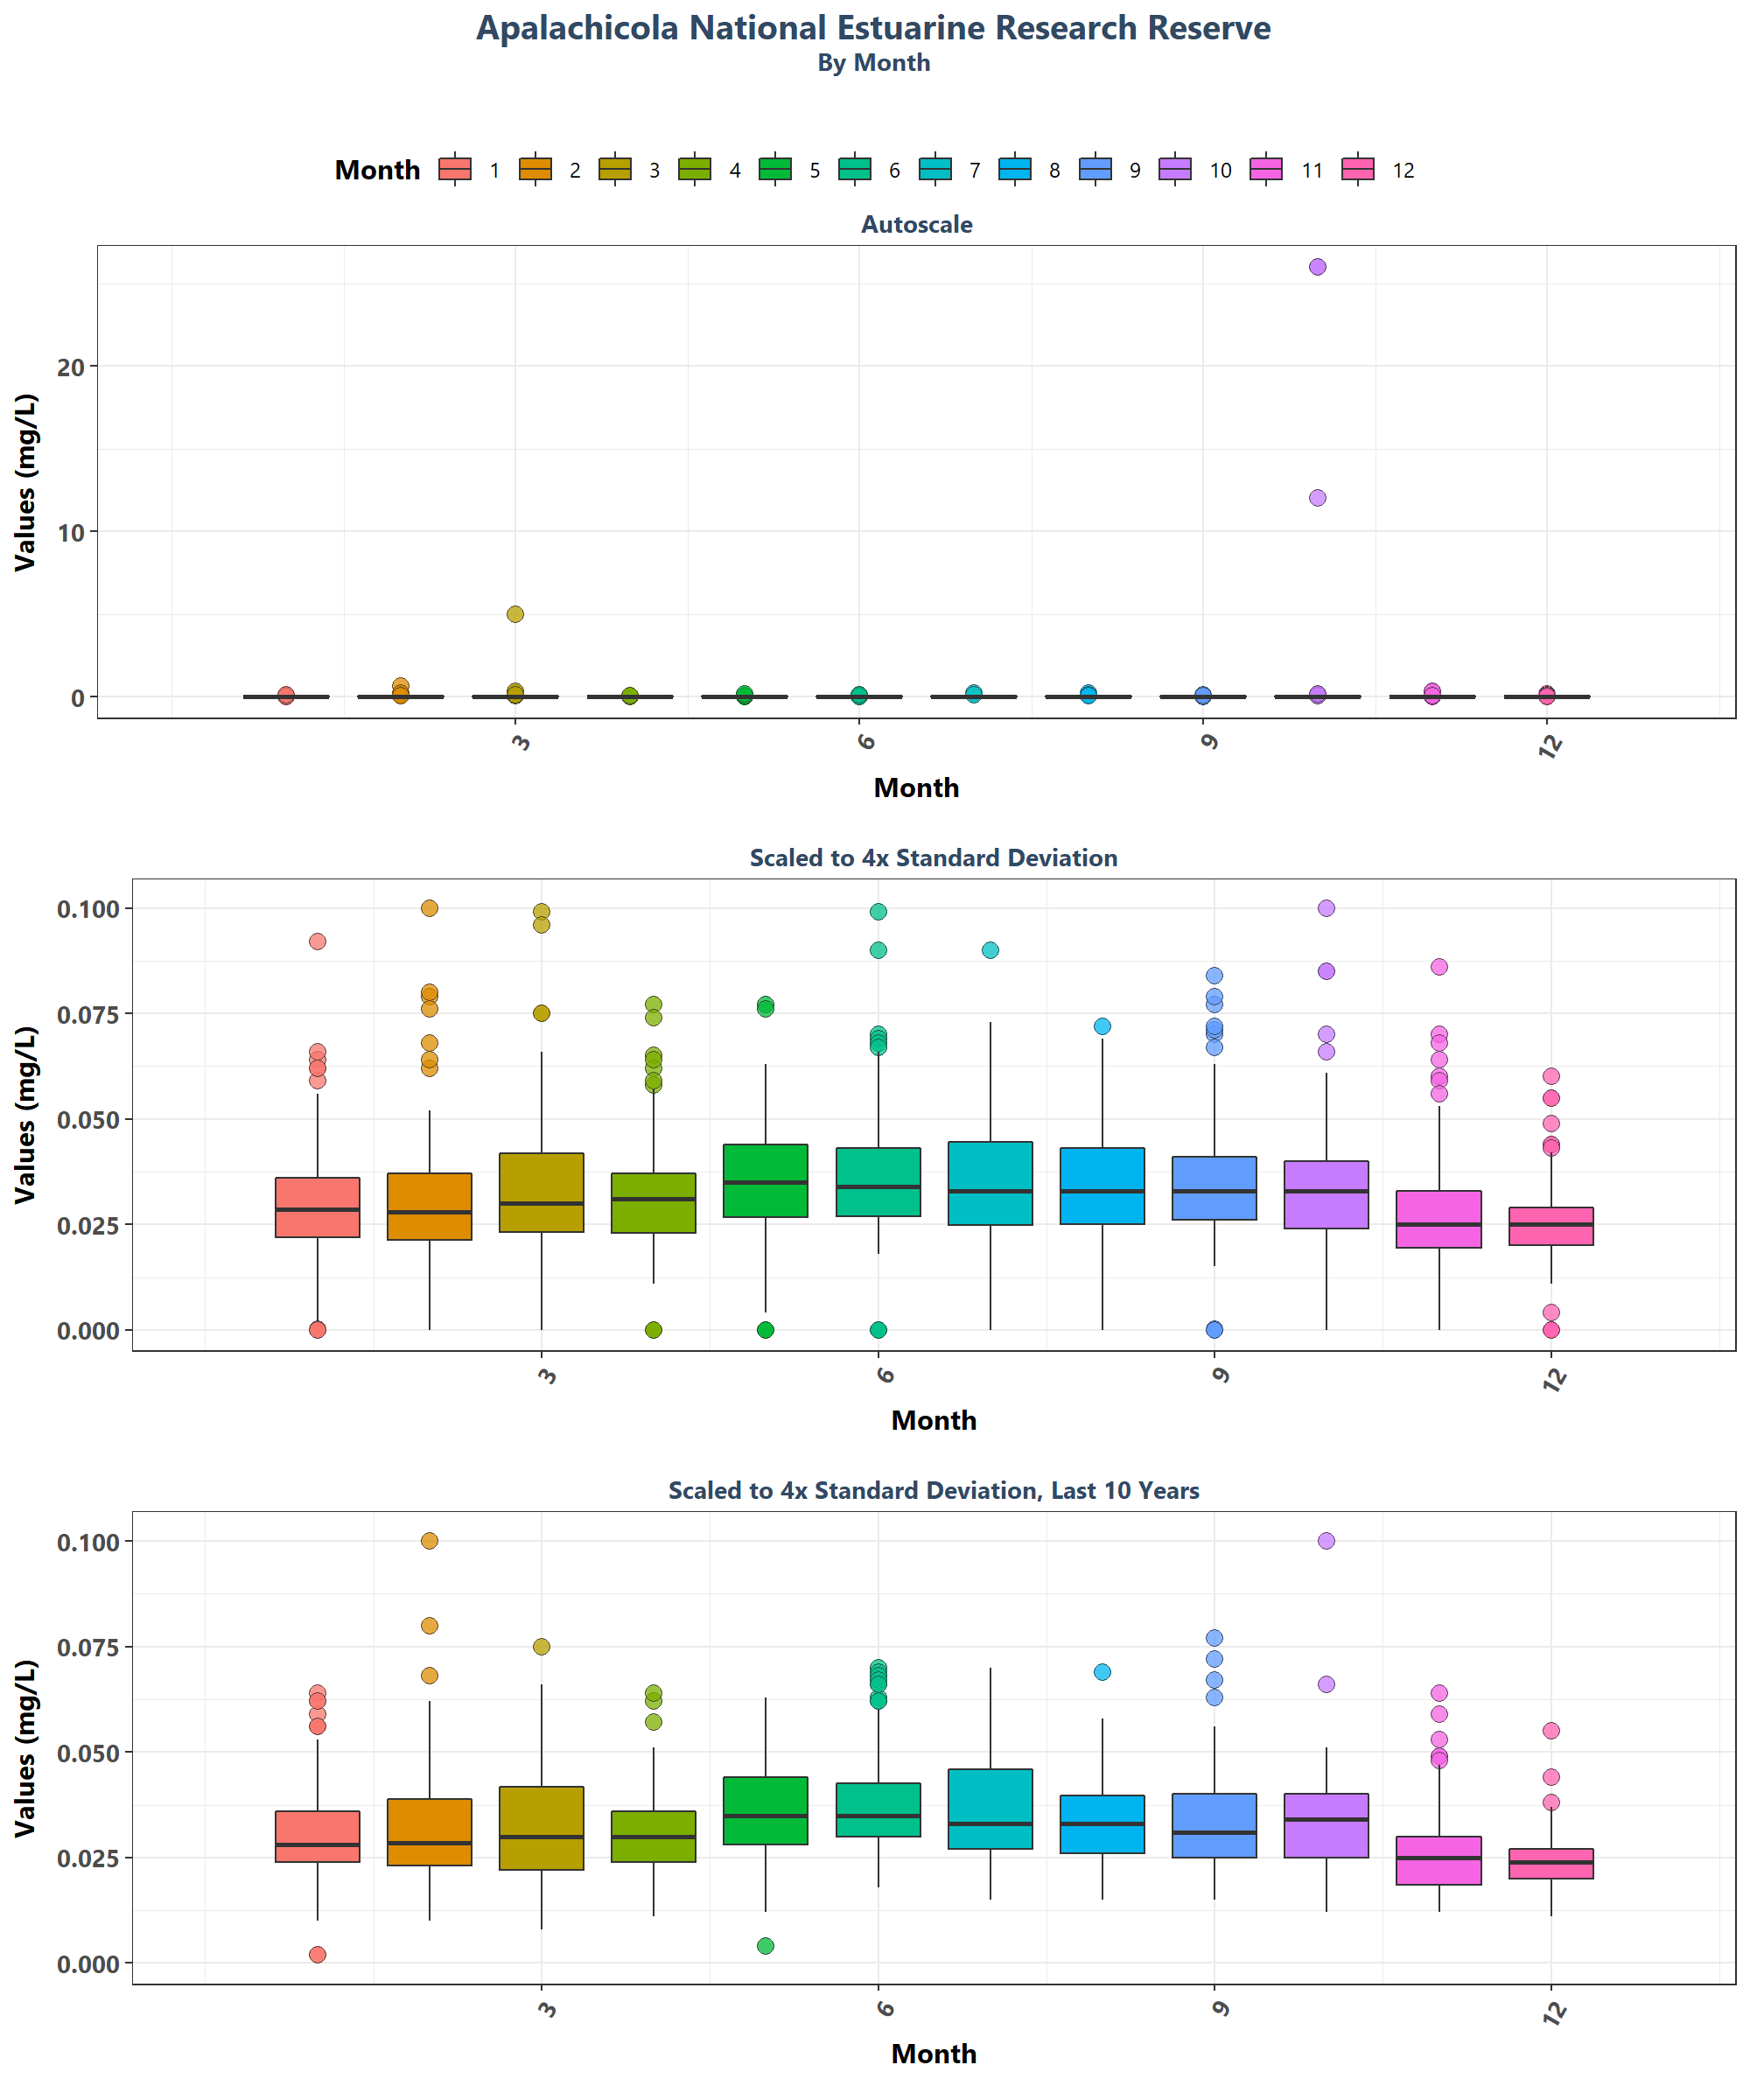 Apalachicola National Estuarine Research Reserve
By Month
Month 1 2 3 4 5 6 7 8 9 10 11 12
Autoscale
Values (mg/L)
20
10
0
3 6 9 12
Month
Scaled to 4x Standard Deviation
Values (mg/L)
0.100
0.075
0.050
0.025
0.000
3 6 9 12
Month
Scaled to 4x Standard Deviation, Last 10 Years
Values (mg/L)
0.100
0.075
0.050
0.025
0.000
3 6 9 12
Month